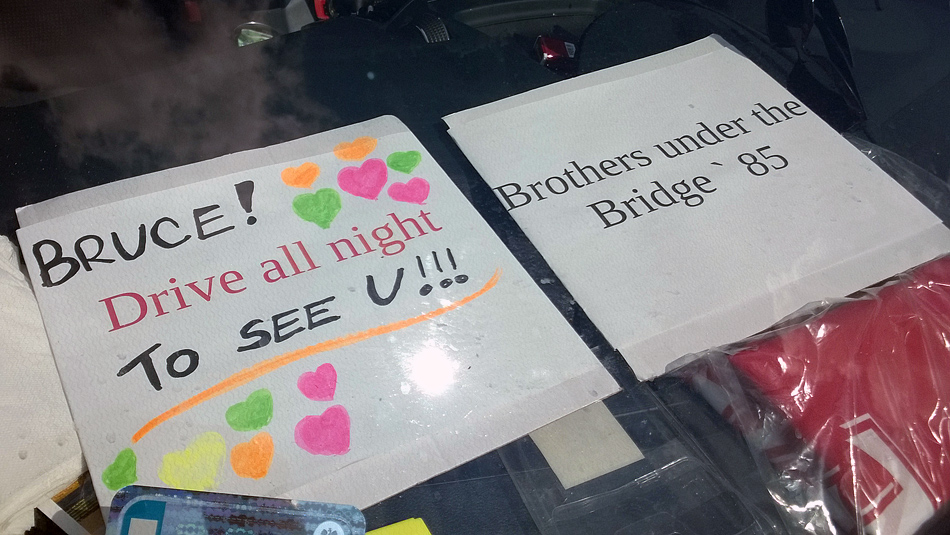 BRUCE!
Drive all night
TO SEE U!!!
Brothers under the
Bridge` 85